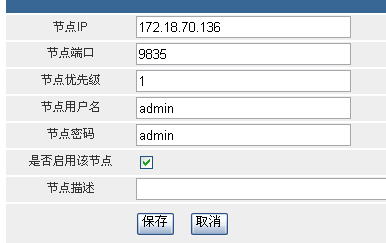 节点IP 172.18.70.136
节点端口 9835
节点优先级 1
节点用户名 admin
节点密码 admin
是否启用该节点
节点描述
保存 取消